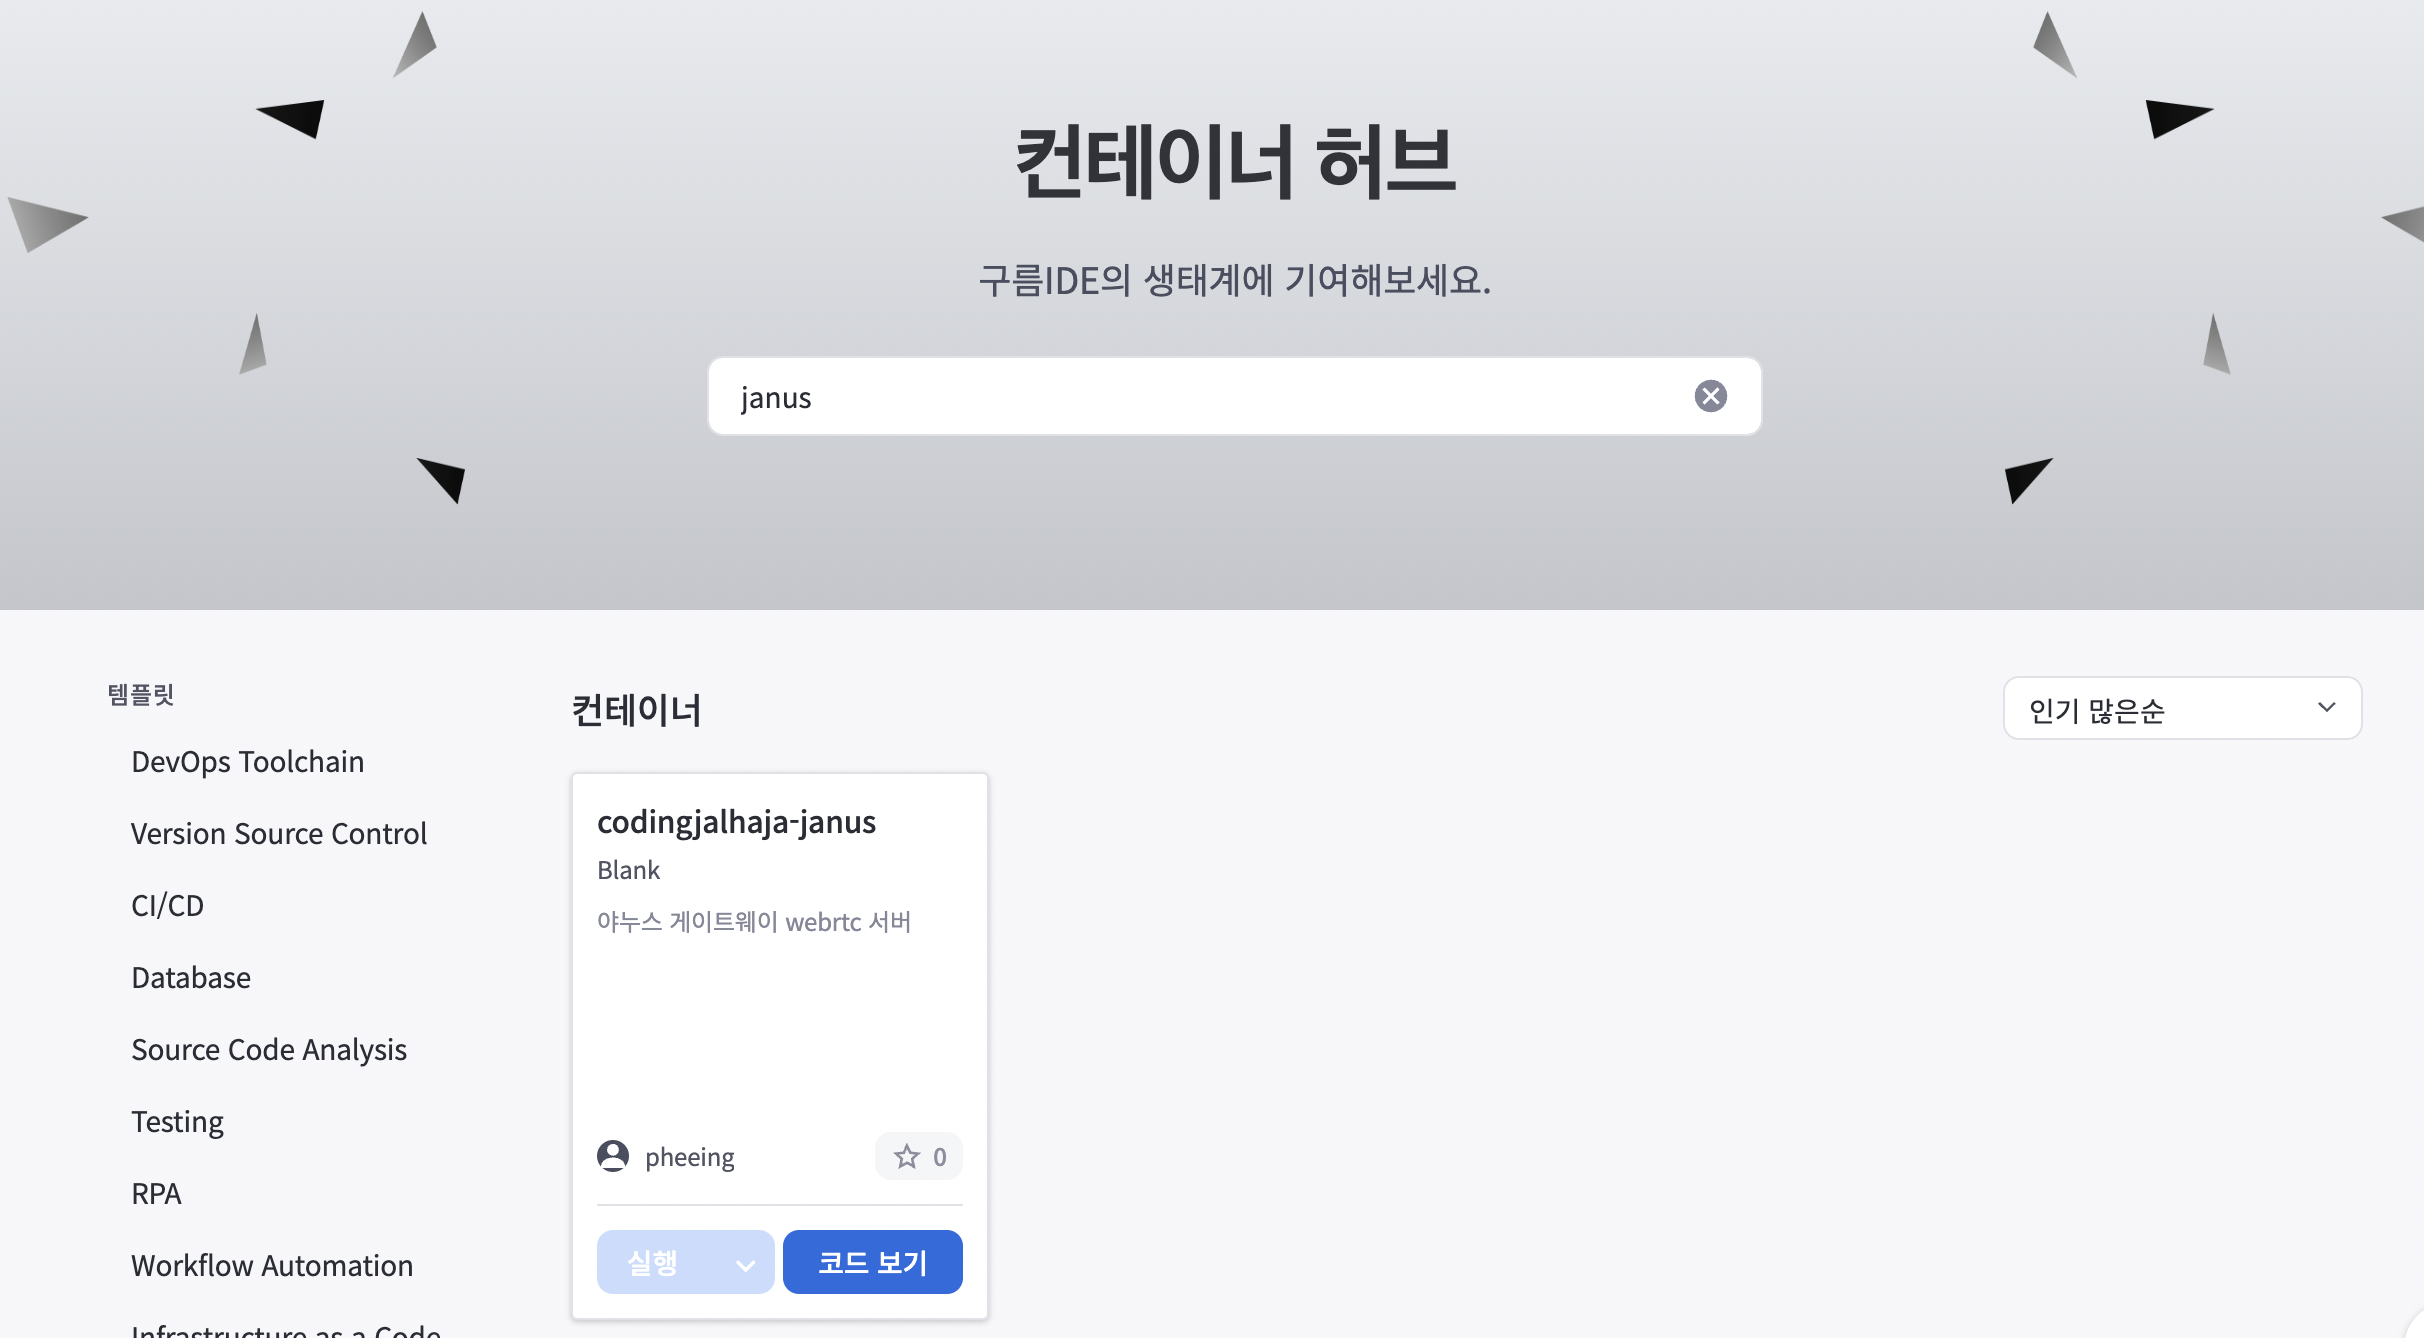 컨테이너 허브
구름IDE의 생태계에 기여해보세요.
janus
템플릿
DevOps Toolchain
Version Source Control
CI/CD
Database
Source Code Analysis
Testing
RPA
Workflow Automation
Infrastructure as a Code
컨테이너
인기 많은순
codingjalhaja-janus
Blank
야누스 게이트웨이 webrtc 서버
pheeing
0
실행
코드 보기